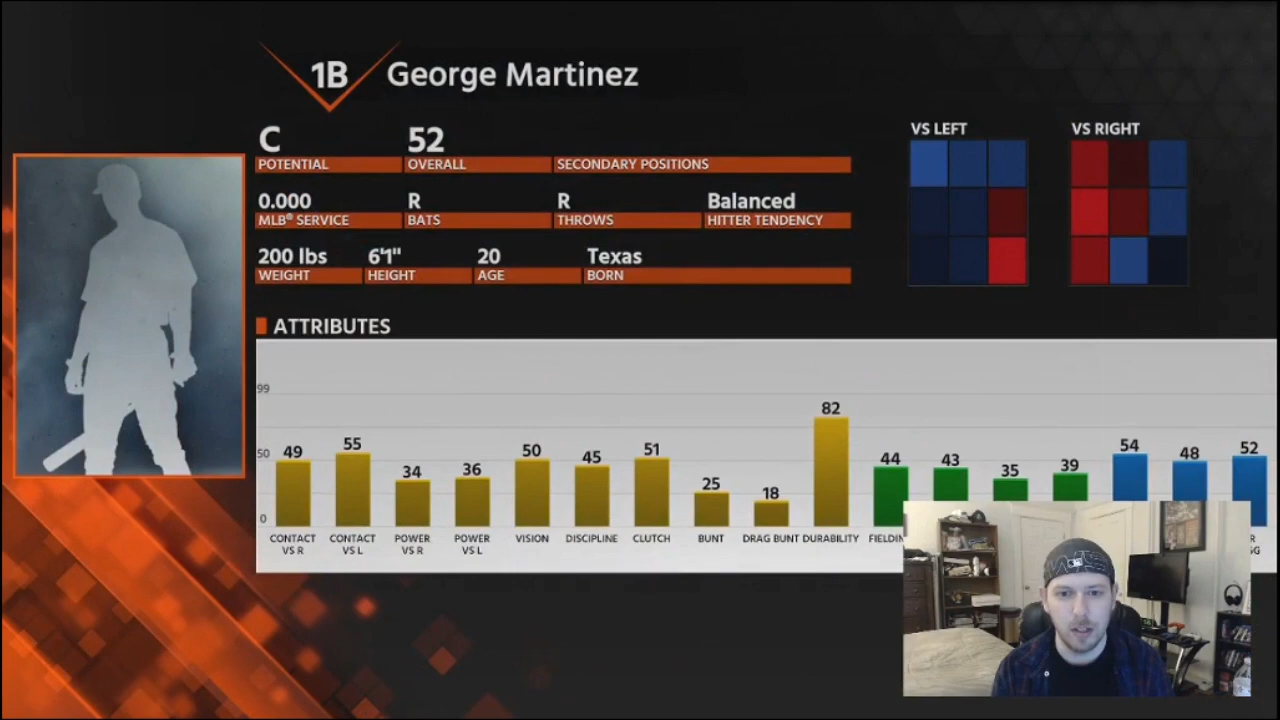 1B George Martinez
C 52
POTENTIAL OVERALL SECONDARY POSITIONS
0.000 R R Balanced
MLB® SERVICE BATS THROWS HITTER TENDENCY
200 lbs 6'1" 20 Texas
WEIGHT HEIGHT AGE BORN
VS LEFT VS RIGHT
ATTRIBUTES
99
50
0
49 55 34 36 50 45 51 25 18 82 44 43 35 39 54 48 52
CONTACT VS R
CONTACT VS L
POWER VS R
POWER VS L
VISION
DISCIPLINE
CLUTCH
BUNT
DRAG BUNT
DURABILITY